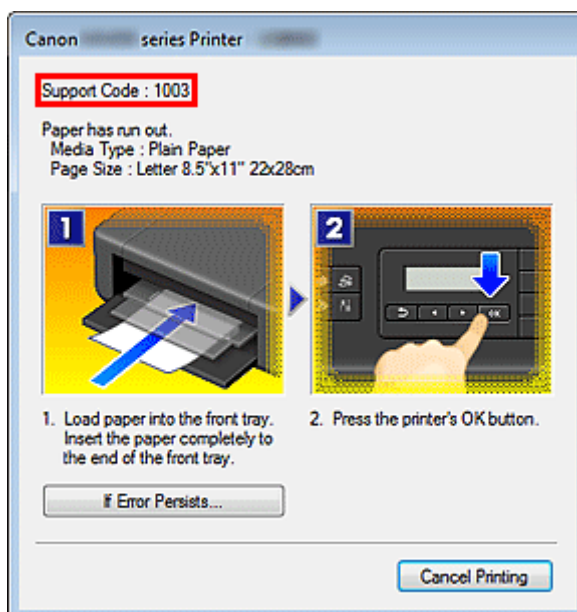 Canon series Printer
Support Code : 1003
Paper has run out.
Media Type : Plain Paper
Page Size : Letter 8.5"x11" 22x28cm
1
2
OK
1. Load paper into the front tray.
Insert the paper completely to
the end of the front tray.
2. Press the printer's OK button.
If Error Persists...
Cancel Printing